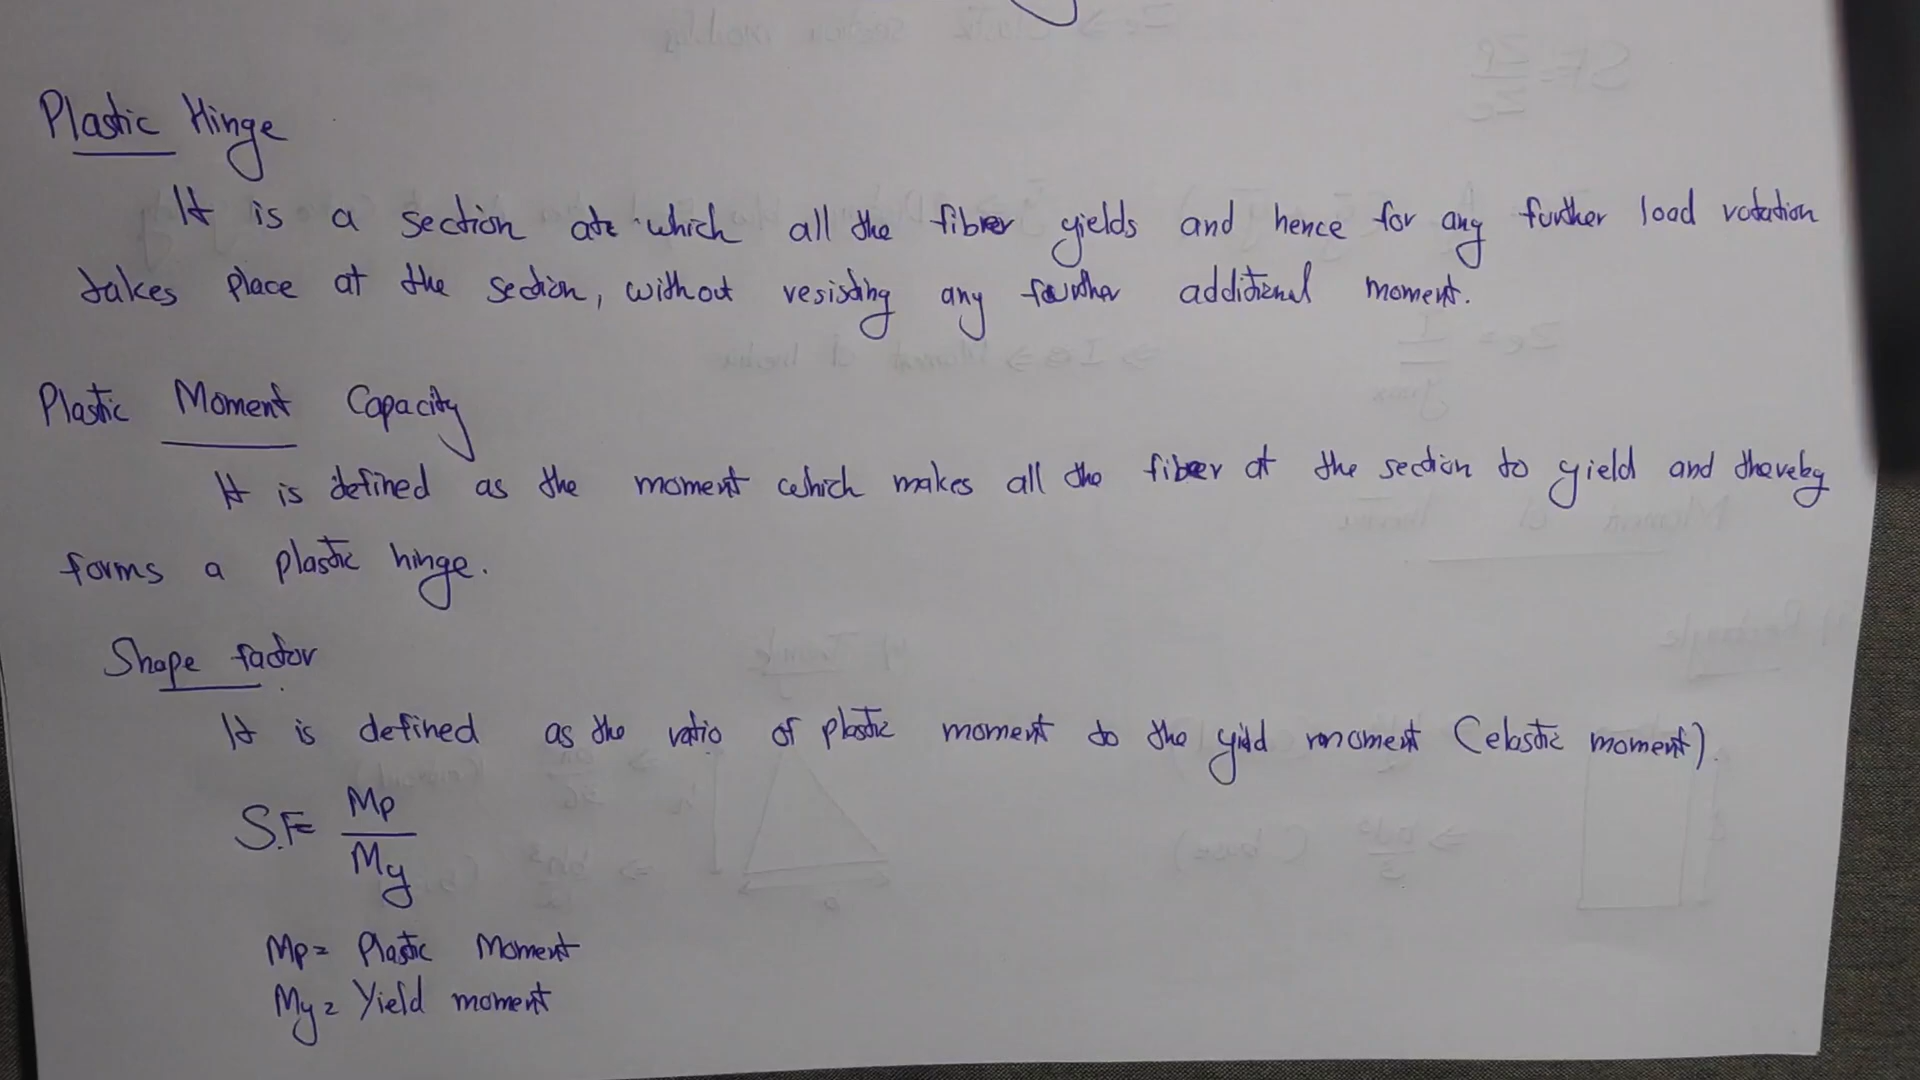 Plastic Hinge
It is a section at which all the fiber yields and hence for any further load rotation
takes place at the section, without resisting any further additional moment.
Plastic Moment Capacity
It is defined as the moment which makes all the fiber at the section to yield and thereby
forms a plastic hinge.
Shape factor
It is defined as the ratio of plastic moment to the yield moment (elastic moment).
S.F= Mp/My
Mp= Plastic Moment
My= Yield moment